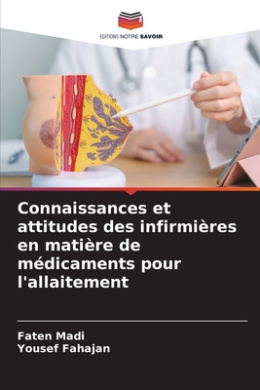 EDITIONS NOTRE SAVOIR
Connaissances et
attitudes des infirmières
en matière de
médicaments pour
l'allaitement
Faten Madi
Yousef Fahajan